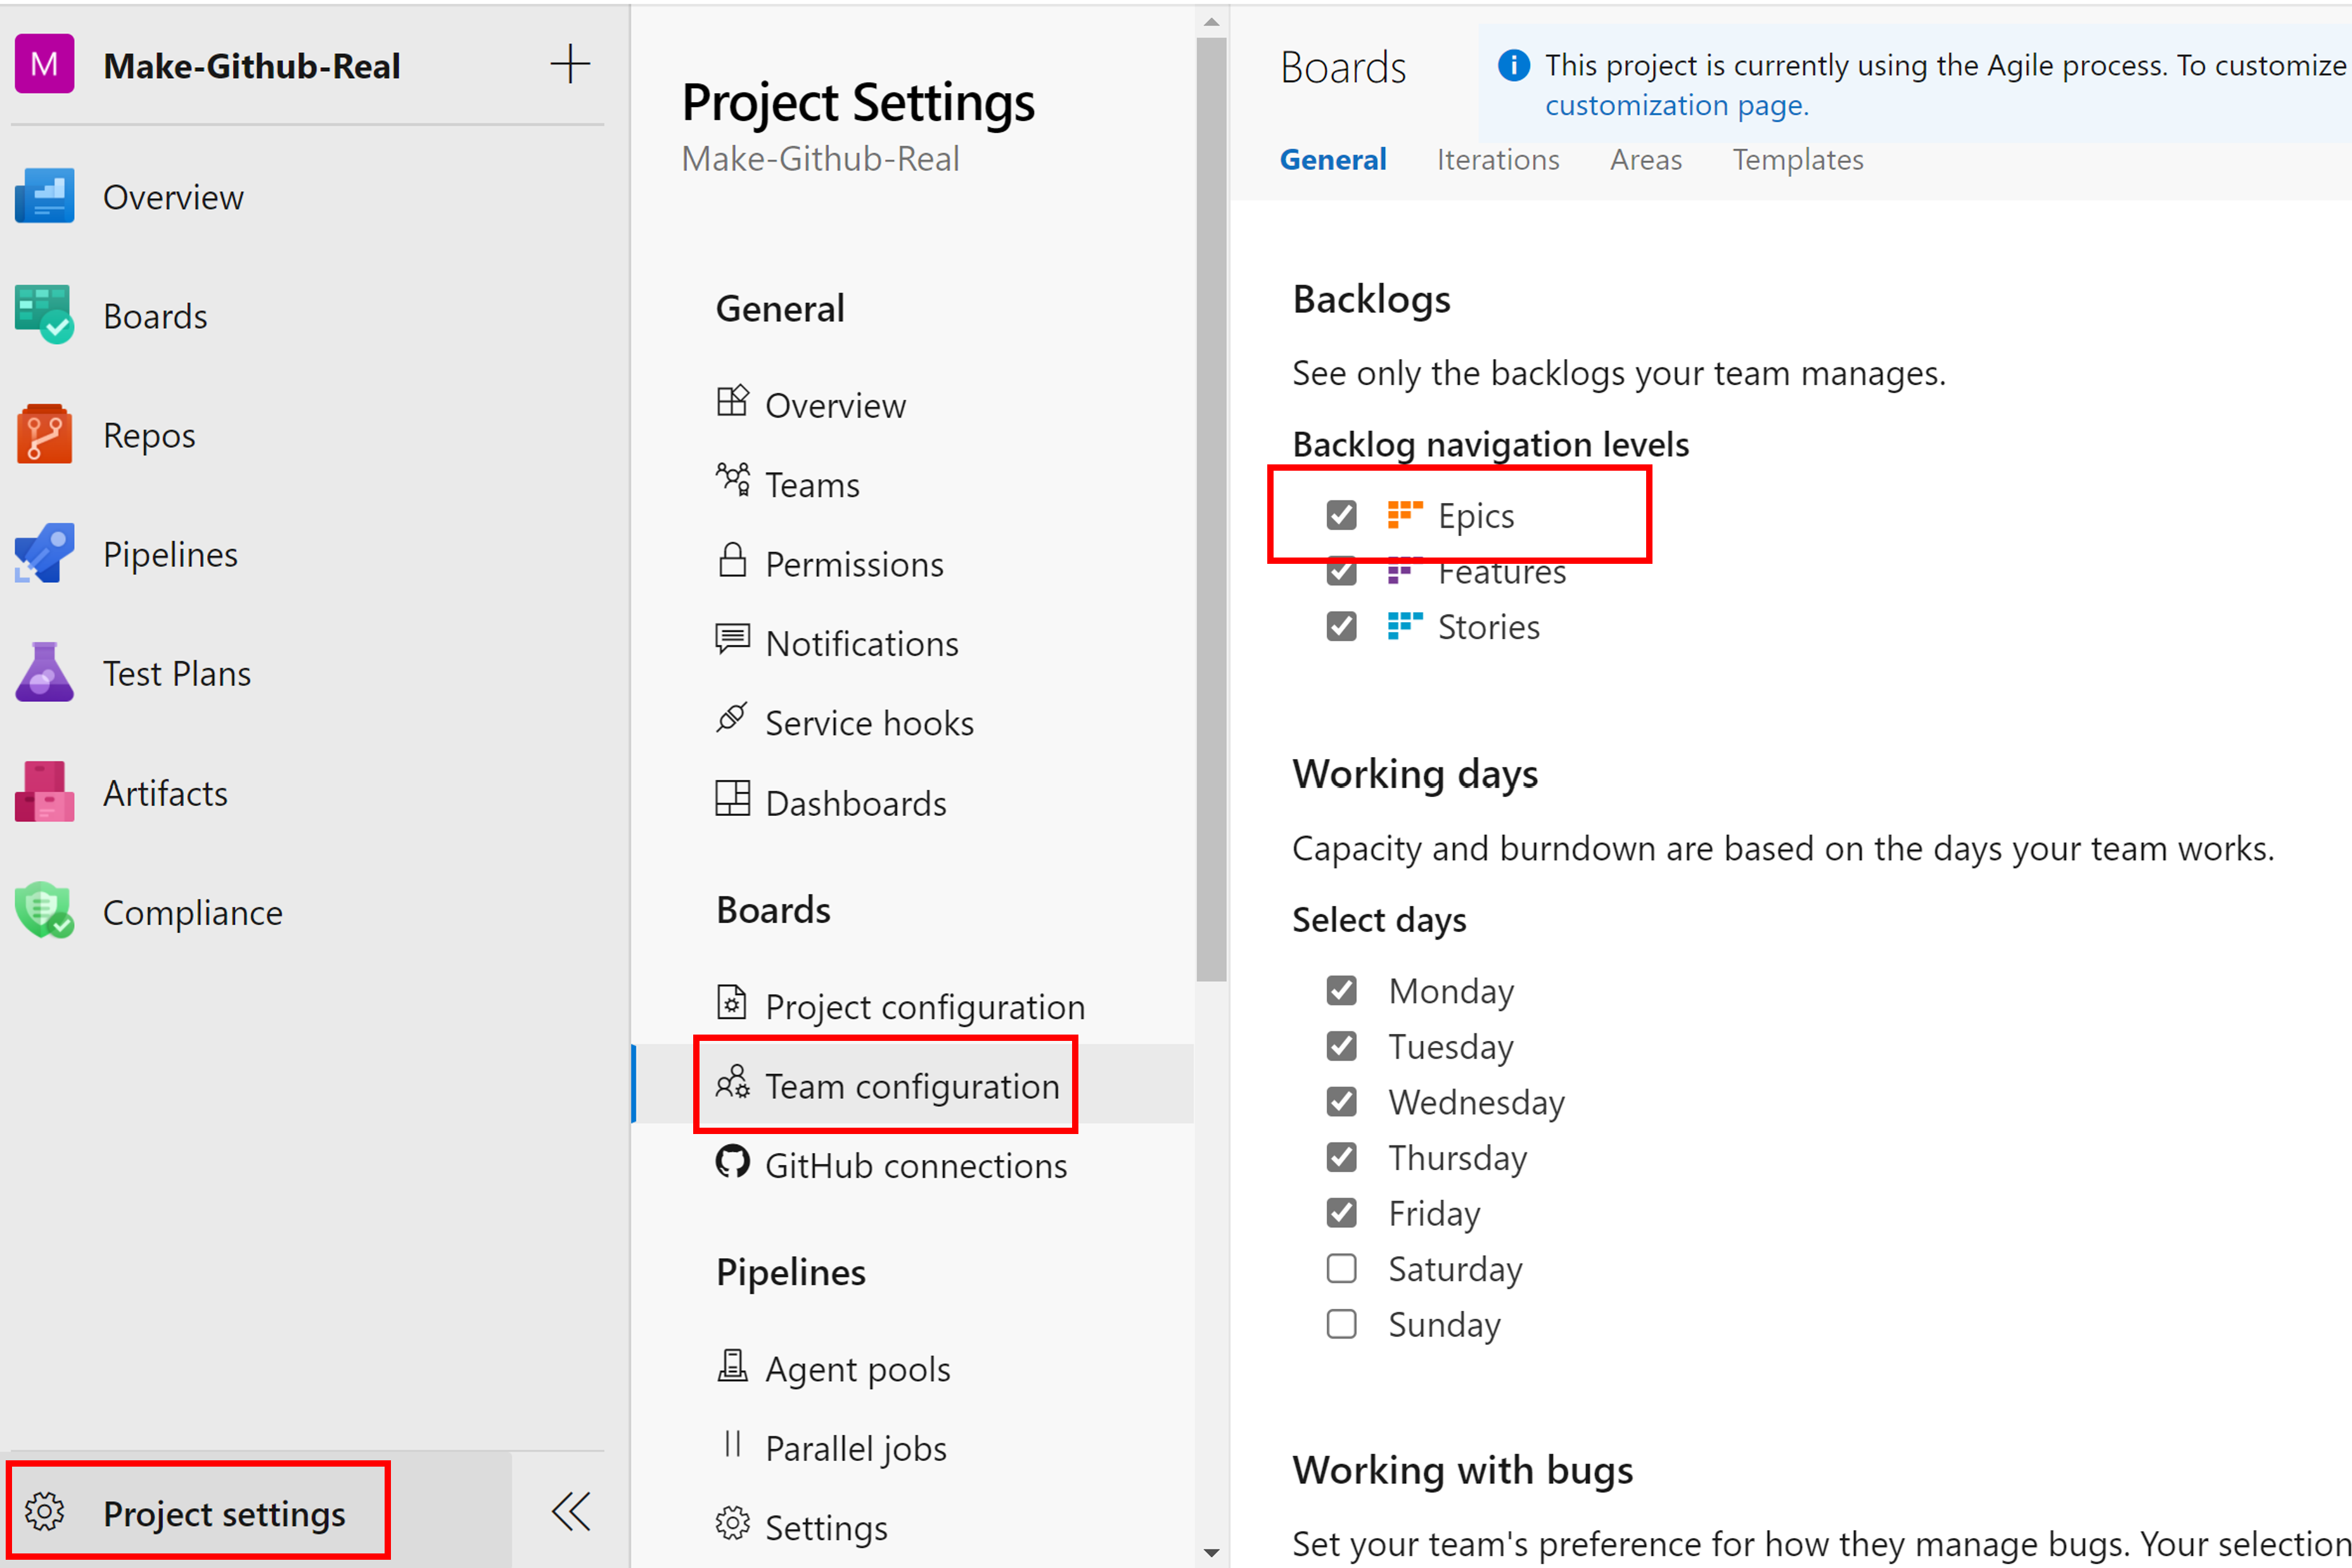 M
Make-Github-Real
Overview
Boards
Repos
Pipelines
Test Plans
Artifacts
Compliance
Project settings
Project Settings
Make-Github-Real
General
Overview
Teams
Permissions
Notifications
Service hooks
Dashboards
Boards
Project configuration
Team configuration
GitHub connections
Pipelines
Agent pools
Parallel jobs
Settings
Boards
This project is currently using the Agile process. To customize
customization page.
General
Iterations
Areas
Templates
Backlogs
See only the backlogs your team manages.
Backlog navigation levels
Epics
Features
Stories
Working days
Capacity and burndown are based on the days your team works.
Select days
Monday
Tuesday
Wednesday
Thursday
Friday
Saturday
Sunday
Working with bugs
Set your team's preference for how they manage bugs. Your selection